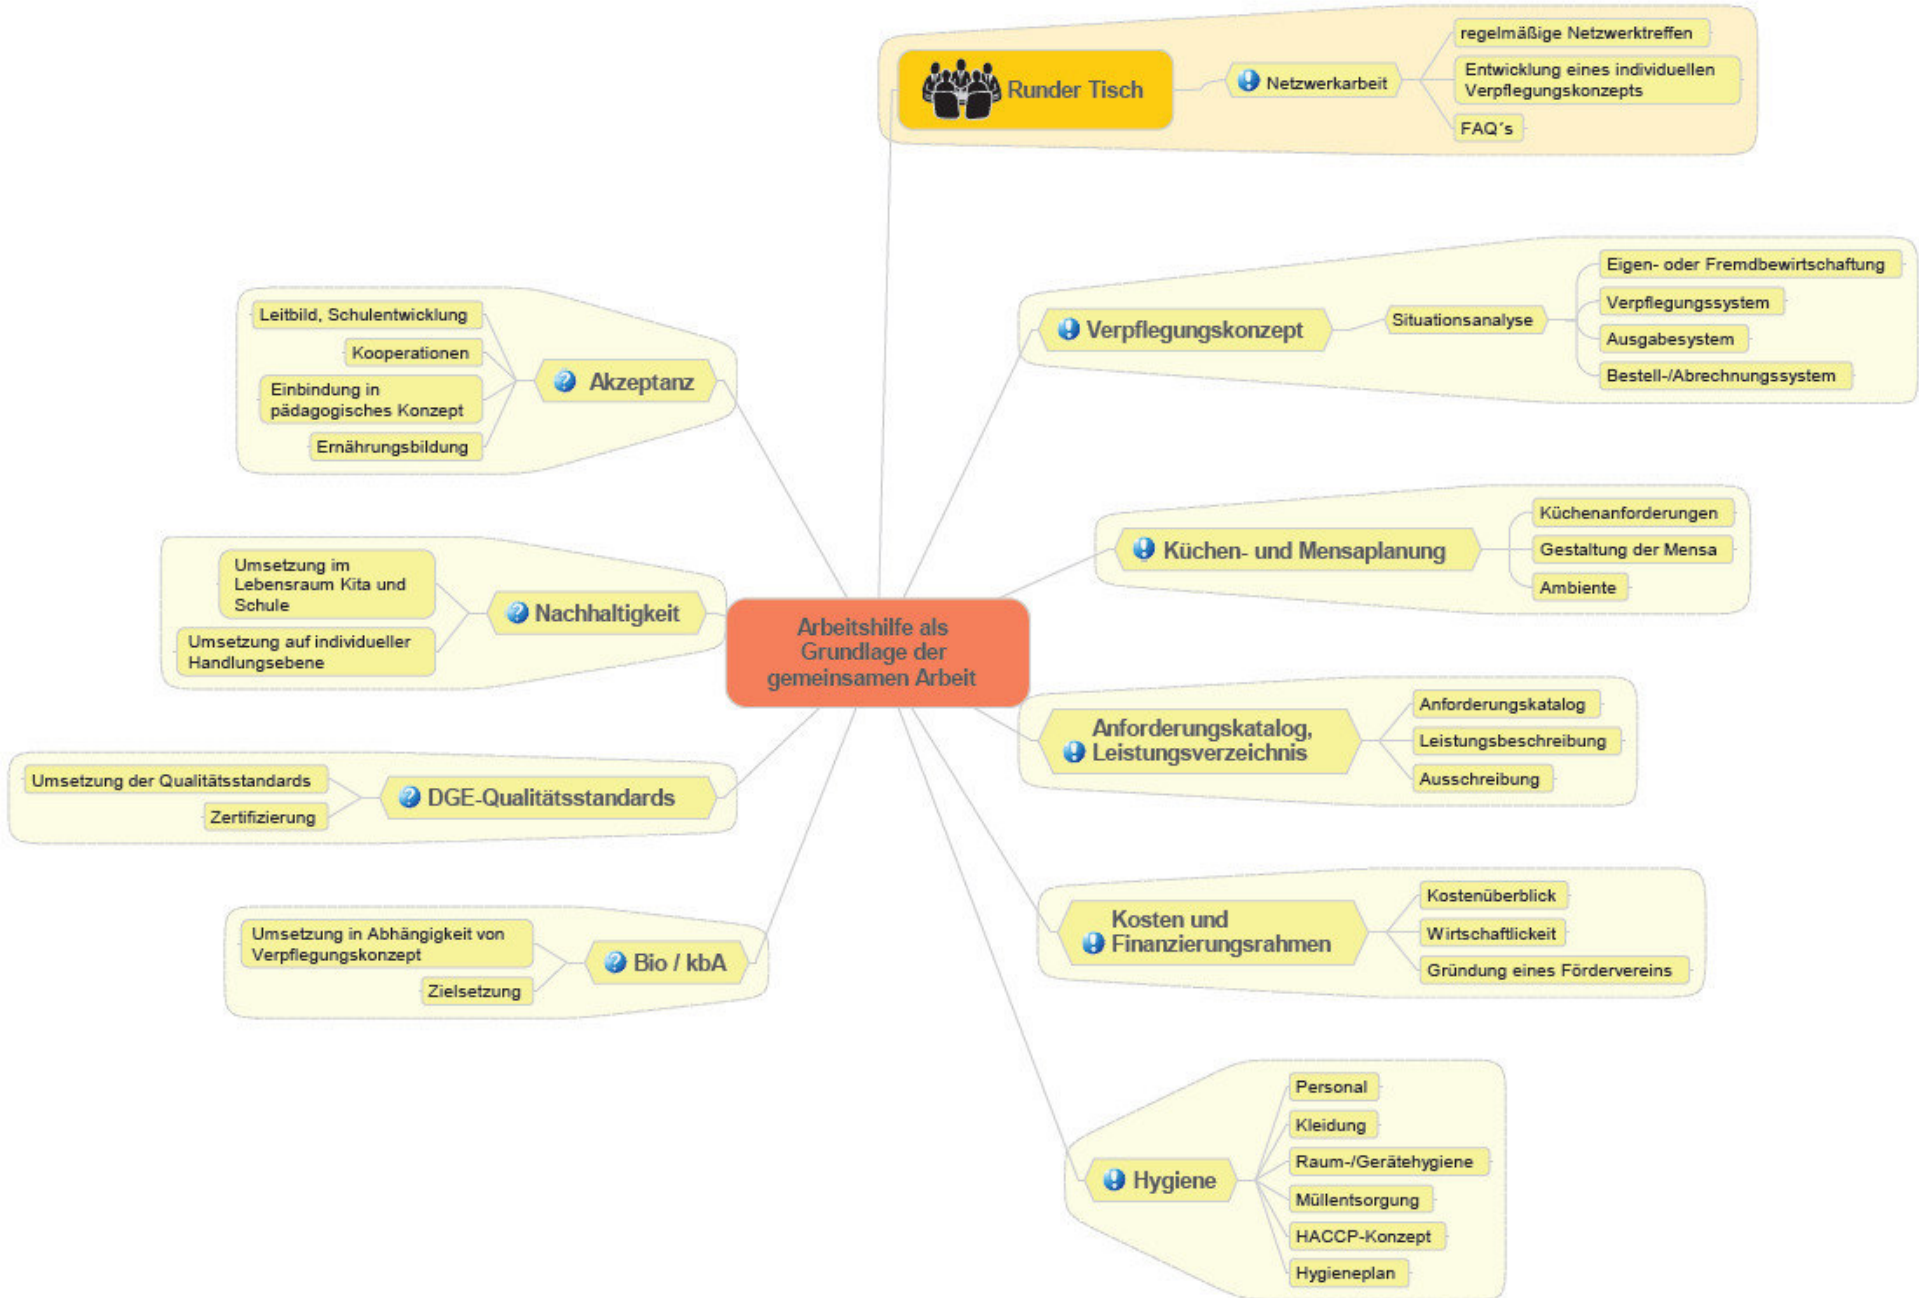 Runder Tisch
Netzwerkarbeit
regelmäßige Netzwerktreffen
Entwicklung eines individuellen
Verpflegungskonzepts
FAQ´s
Verpflegungskonzept
Situationsanalyse
Eigen- oder Fremdbewirtschaftung
Verpflegungssystem
Ausgabesystem
Bestell-/Abrechnungssystem
Küchen- und Mensaplanung
Küchenanforderungen
Gestaltung der Mensa
Ambiente
Arbeitshilfe als
Grundlage der
gemeinsamen Arbeit
Anforderungskatalog,
Leistungsverzeichnis
Anforderungskatalog
Leistungsbeschreibung
Ausschreibung
Kosten und
Finanzierungsrahmen
Kostenüberblick
Wirtschaftlickeit
Gründung eines Fördervereins
Hygiene
Personal
Kleidung
Raum-/Gerätehygiene
Müllentsorgung
HACCP-Konzept
Hygieneplan
Akzeptanz
Leitbild, Schulentwicklung
Kooperationen
Einbindung in
pädagogisches Konzept
Ernährungsbildung
Nachhaltigkeit
Umsetzung im
Lebensraum Kita und
Schule
Umsetzung auf individueller
Handlungsebene
DGE-Qualitätsstandards
Umsetzung der Qualitätsstandards
Zertifizierung
Bio / kbA
Umsetzung in Abhängigkeit von
Verpflegungskonzept
Zielsetzung